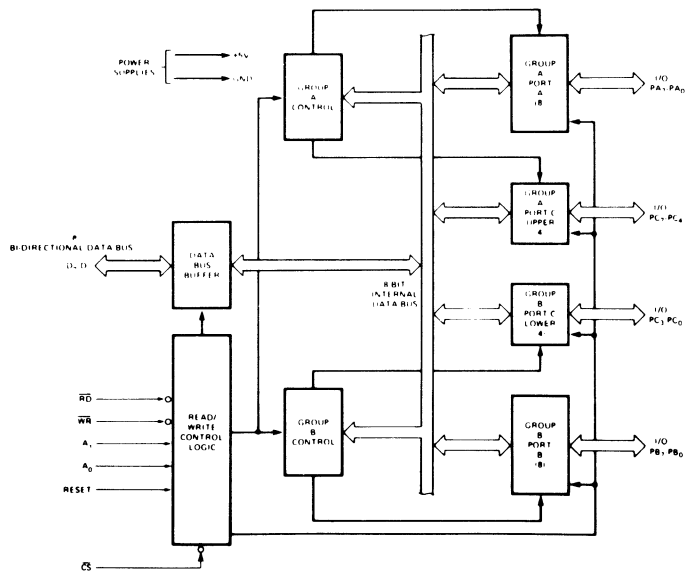 POWER
SUPPLIES
+5V
GND
GROUP
A
CONTROL
GROUP
A
PORT
A
(8)
I/O
PA7-PA0
GROUP
A
PORT C
UPPER
4
I/O
PC7-PC4
BI-DIRECTIONAL DATA BUS
DATA
BUS
BUFFER
8 BIT
INTERNAL
DATA BUS
GROUP
B
PORT C
LOWER
4
I/O
PC3-PC0
RD
WR
A1
A0
RESET
READ/
WRITE
CONTROL
LOGIC
GROUP
B
CONTROL
GROUP
B
PORT
B
(8)
I/O
PB7-PB0
CS